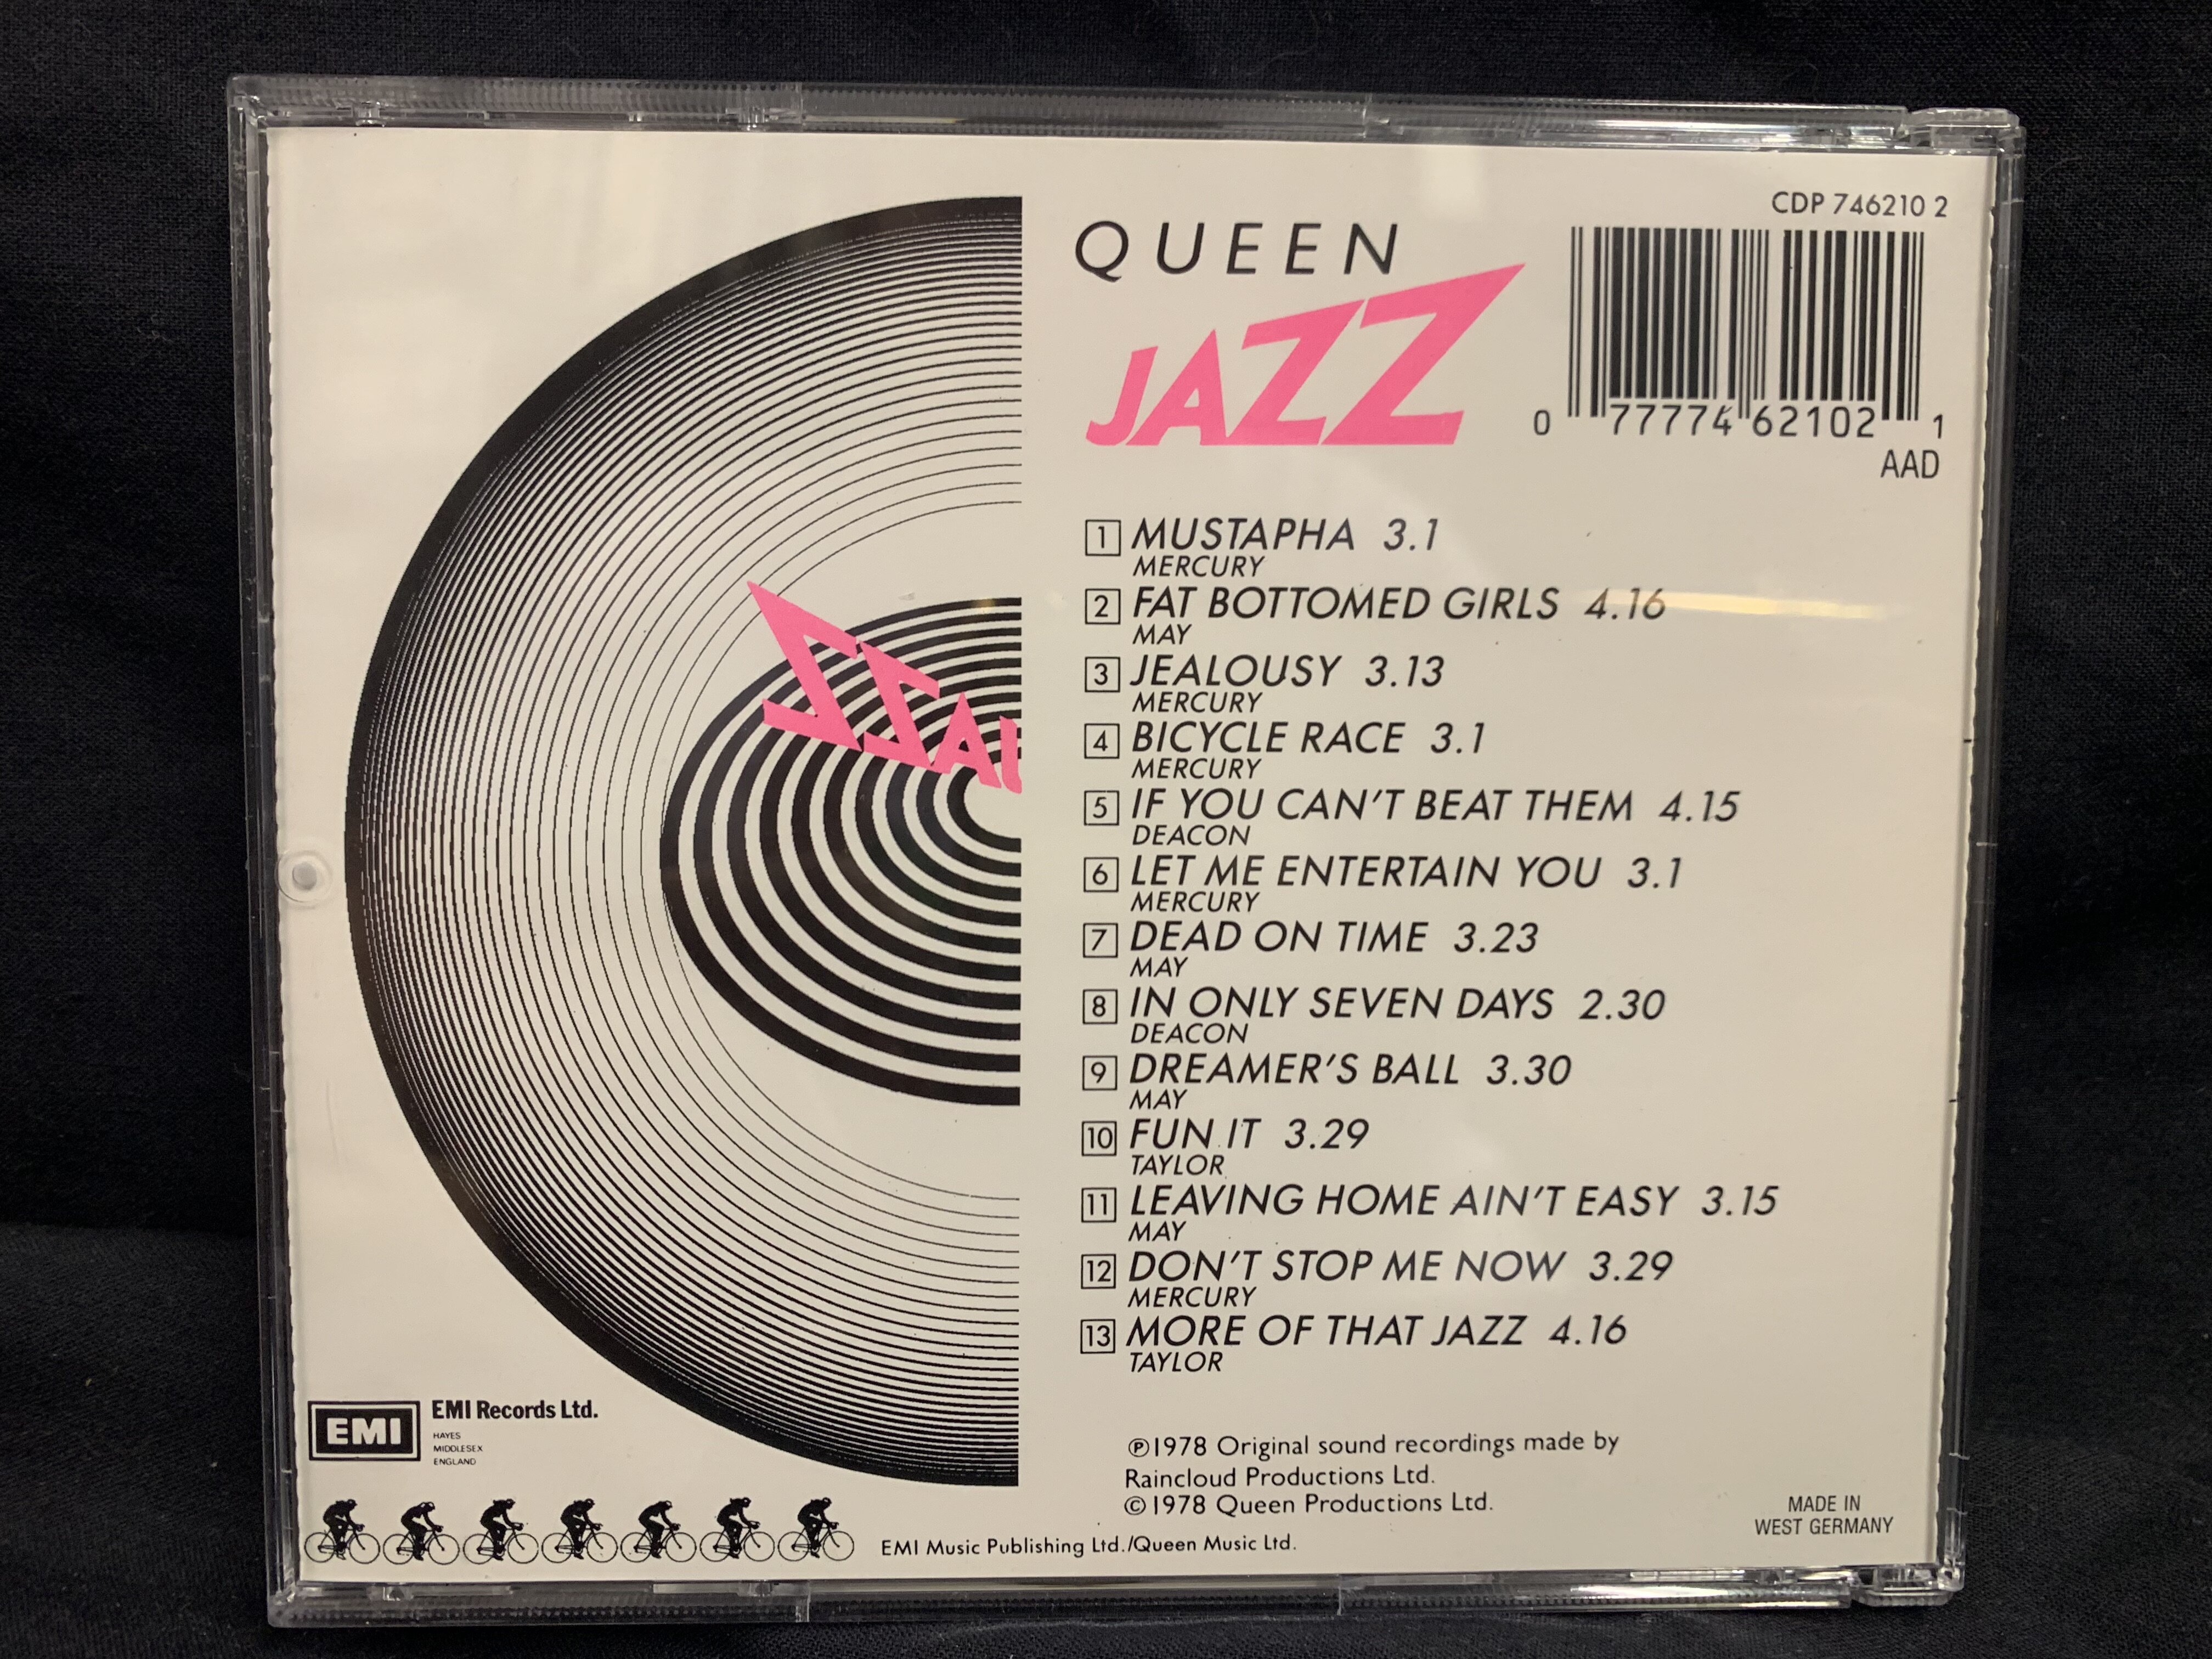 CDP 746210 2
QUEEN
JAZZ
0 77774 62102 1
AAD
JAZZ
1 MUSTAPHA 3.1
MERCURY
2 FAT BOTTOMED GIRLS 4.16
MAY
3 JEALOUSY 3.13
MERCURY
4 BICYCLE RACE 3.1
MERCURY
5 IF YOU CAN'T BEAT THEM 4.15
DEACON
6 LET ME ENTERTAIN YOU 3.1
MERCURY
7 DEAD ON TIME 3.23
MAY
8 IN ONLY SEVEN DAYS 2.30
DEACON
9 DREAMER'S BALL 3.30
MAY
10 FUN IT 3.29
TAYLOR
11 LEAVING HOME AIN'T EASY 3.15
MAY
12 DON'T STOP ME NOW 3.29
MERCURY
13 MORE OF THAT JAZZ 4.16
TAYLOR
EMI
EMI Records Ltd.
HAYES
MIDDLESEX
ENGLAND
℗1978 Original sound recordings made by
Raincloud Productions Ltd.
©1978 Queen Productions Ltd.
EMI Music Publishing Ltd./Queen Music Ltd.
MADE IN
WEST GERMANY